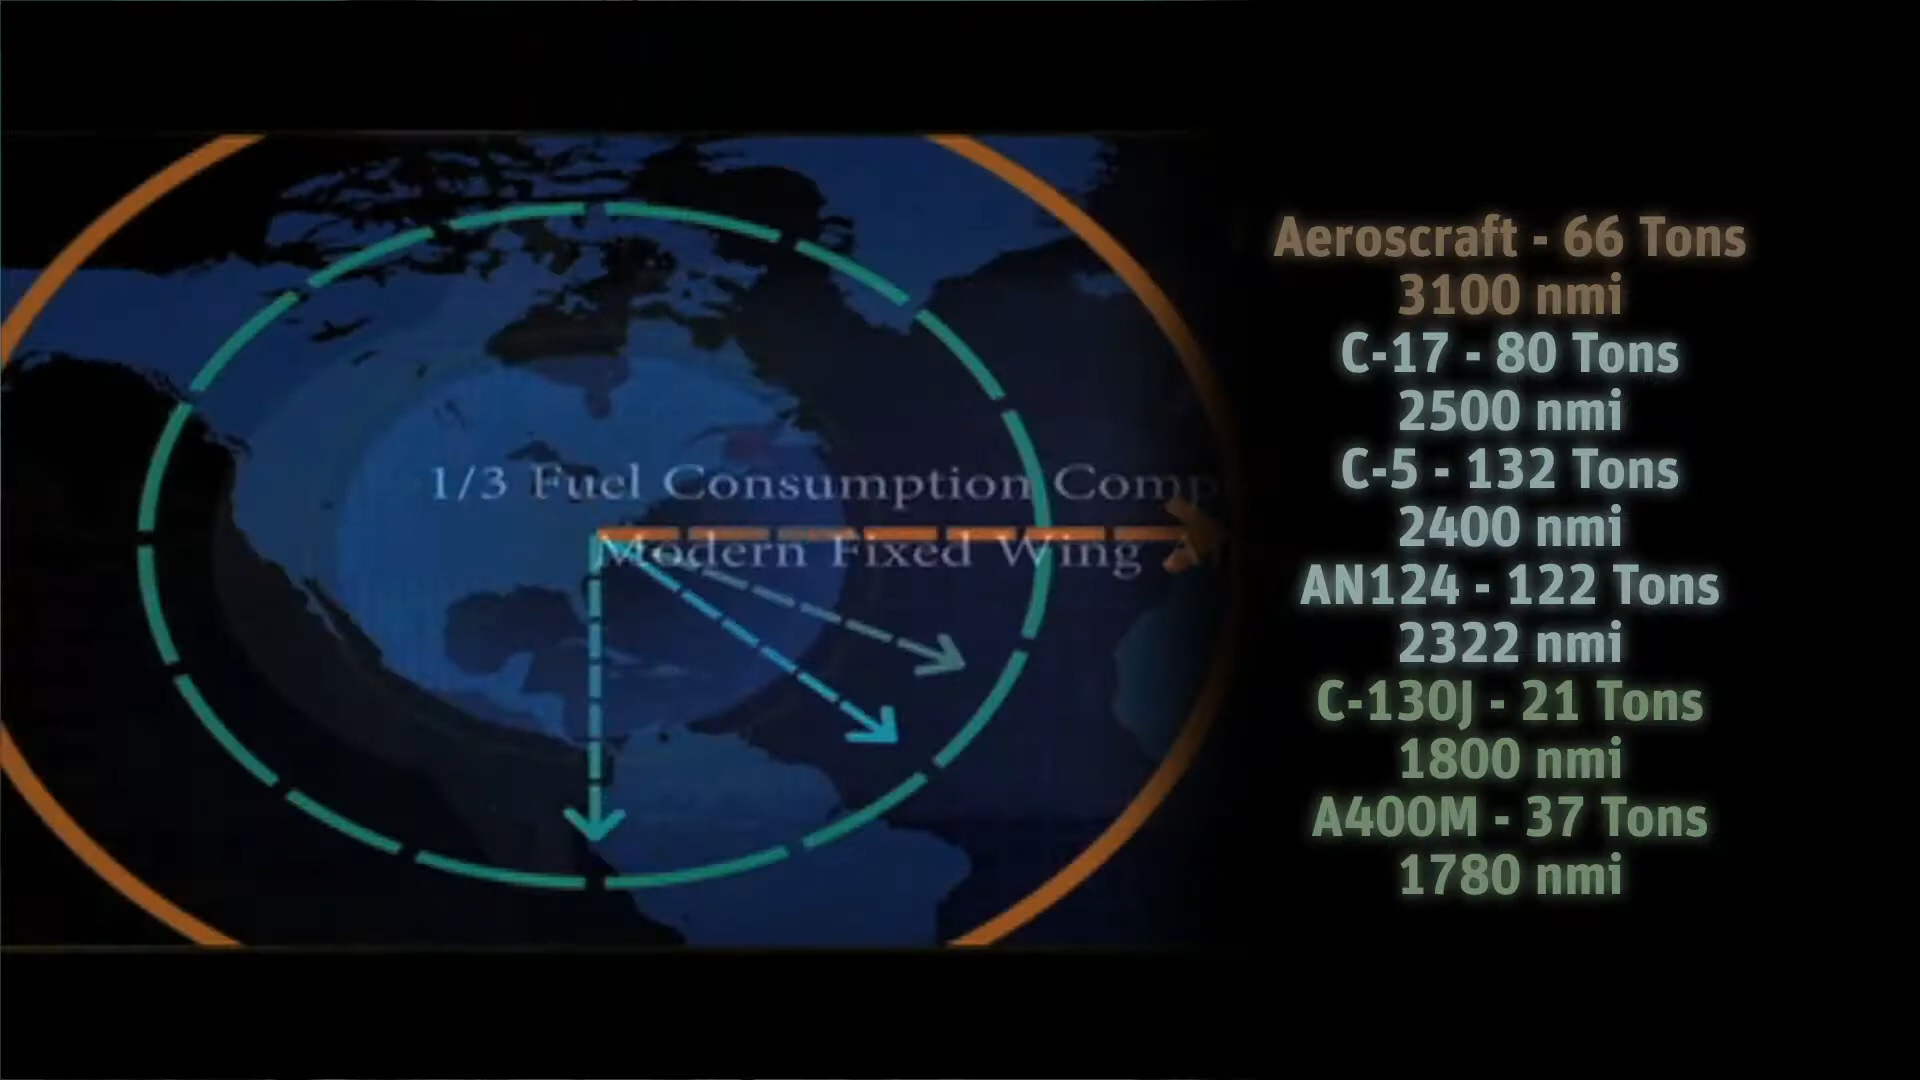 1/3 Fuel Consumption
Modern Fixed Wing
Aeroscraft - 66 Tons
3100 nmi
C-17 - 80 Tons
2500 nmi
C-5 - 132 Tons
2400 nmi
AN124 - 122 Tons
2322 nmi
C-130J - 21 Tons
1800 nmi
A400M - 37 Tons
1780 nmi